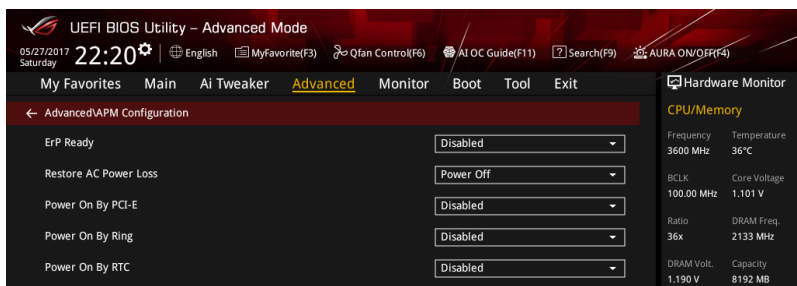 UEFI BIOS Utility – Advanced Mode
05/27/2017 Saturday 22:20 English MyFavorite(F3) Qfan Control(F6) AI OC Guide(F11) ? Search(F9) AURA ON/OFF(F4)
My Favorites Main Ai Tweaker Advanced Monitor Boot Tool Exit
← Advanced\APM Configuration
ErP Ready Disabled
Restore AC Power Loss Power Off
Power On By PCI-E Disabled
Power On By Ring Disabled
Power On By RTC Disabled
Hardware Monitor
CPU/Memory
Frequency Temperature
3600 MHz 36°C
BCLK Core Voltage
100.00 MHz 1.101 V
Ratio DRAM Freq.
36x 2133 MHz
DRAM Volt. Capacity
1.190 V 8192 MB